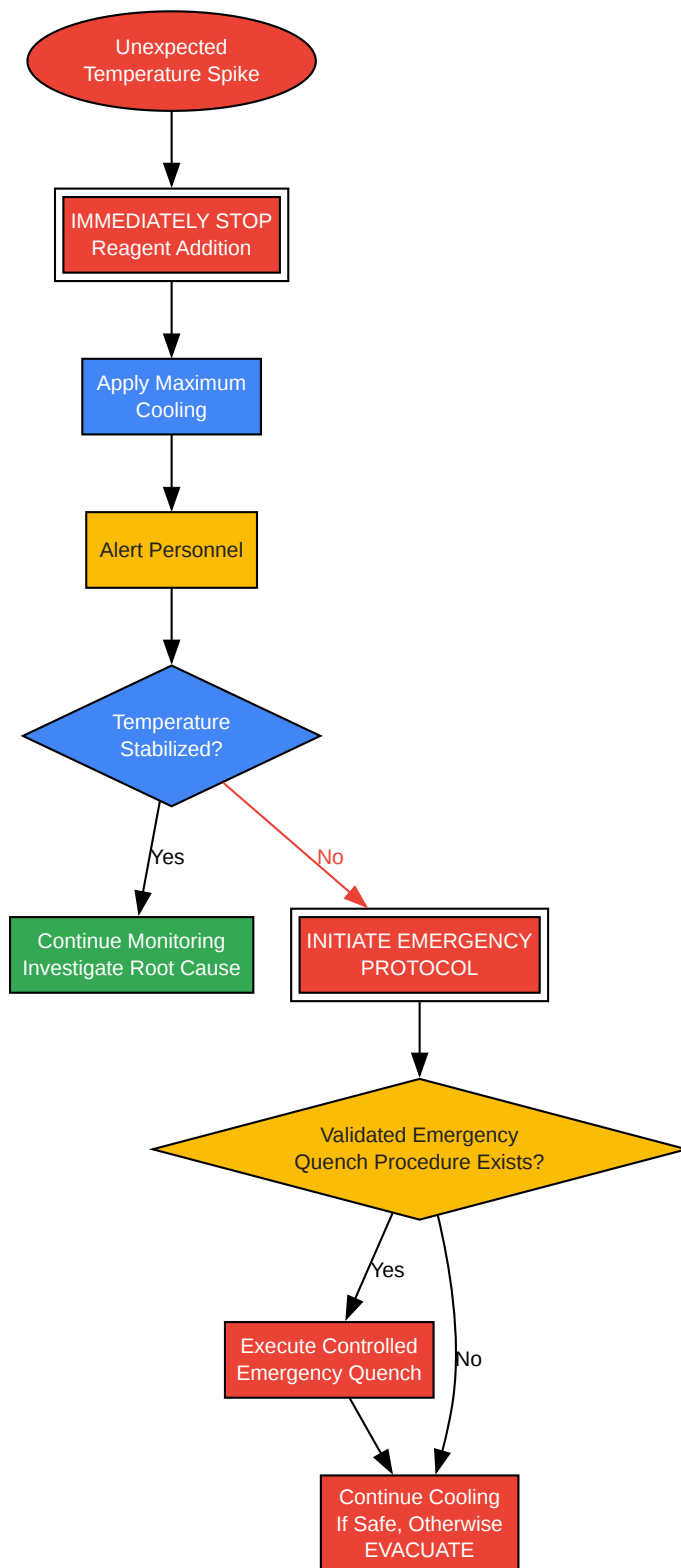 Unexpected
Temperature Spike
IMMEDIATELY STOP
Reagent Addition
Apply Maximum
Cooling
Alert Personnel
Temperature
Stabilized?
Yes
No
Continue Monitoring
Investigate Root Cause
INITIATE EMERGENCY
PROTOCOL
Validated Emergency
Quench Procedure Exists?
Yes
No
Execute Controlled
Emergency Quench
Continue Cooling
If Safe, Otherwise
EVACUATE